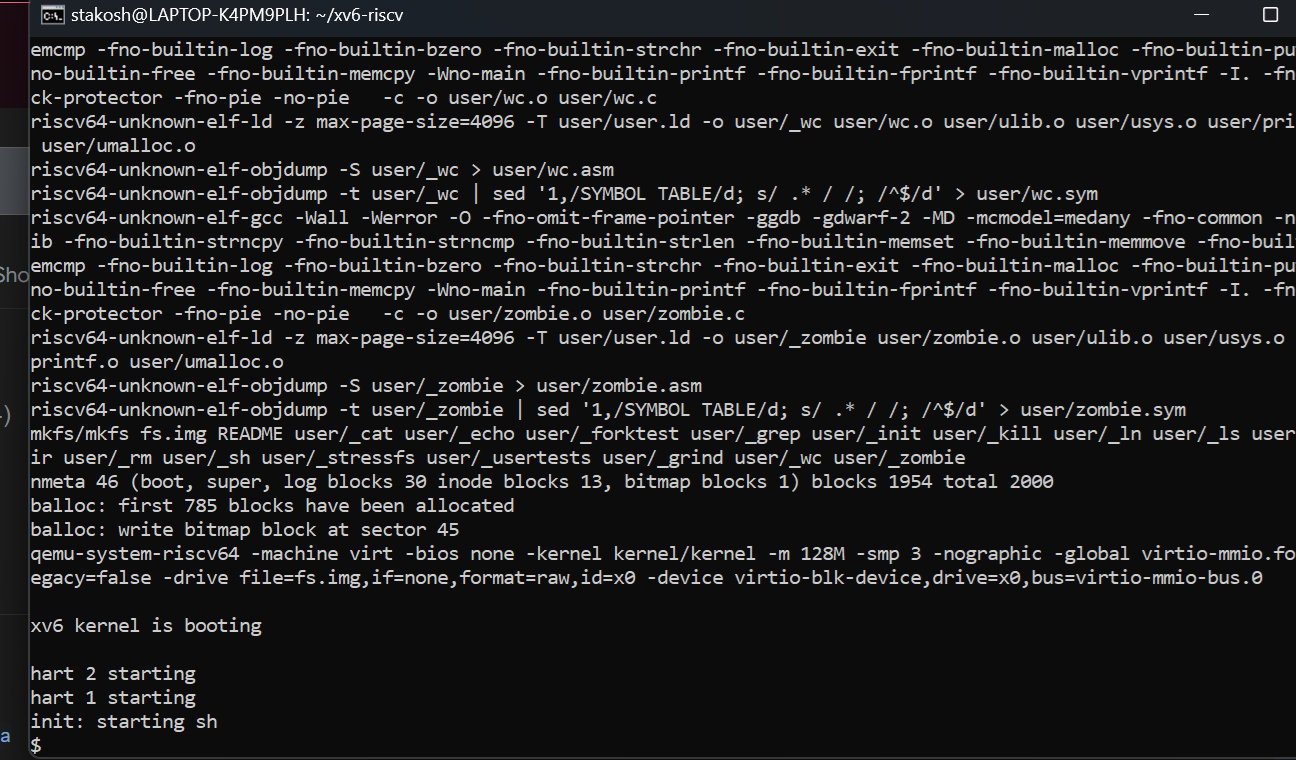 stakosh@LAPTOP-K4PM9PLH: ~/xv6-riscv
emcmp -fno-builtin-log -fno-builtin-bzero -fno-builtin-strchr -fno-builtin-exit -fno-builtin-malloc -fno-builtin-pu
no-builtin-free -fno-builtin-memcpy -Wno-main -fno-builtin-printf -fno-builtin-fprintf -fno-builtin-vprintf -I. -fn
ck-protector -fno-pie -no-pie   -c -o user/wc.o user/wc.c
riscv64-unknown-elf-ld -z max-page-size=4096 -T user/user.ld -o user/_wc user/wc.o user/ulib.o user/usys.o user/pri
 user/umalloc.o
riscv64-unknown-elf-objdump -S user/_wc > user/wc.asm
riscv64-unknown-elf-objdump -t user/_wc | sed '1,/SYMBOL TABLE/d; s/ .* / /; /^$/d' > user/wc.sym
riscv64-unknown-elf-gcc -Wall -Werror -O -fno-omit-frame-pointer -ggdb -gdwarf-2 -MD -mcmodel=medany -fno-common -n
ib -fno-builtin-strncpy -fno-builtin-strncmp -fno-builtin-strlen -fno-builtin-memset -fno-builtin-memmove -fno-buil
Sho
emcmp -fno-builtin-log -fno-builtin-bzero -fno-builtin-strchr -fno-builtin-exit -fno-builtin-malloc -fno-builtin-pu
no-builtin-free -fno-builtin-memcpy -Wno-main -fno-builtin-printf -fno-builtin-fprintf -fno-builtin-vprintf -I. -fn
ck-protector -fno-pie -no-pie   -c -o user/zombie.o user/zombie.c
riscv64-unknown-elf-ld -z max-page-size=4096 -T user/user.ld -o user/_zombie user/zombie.o user/ulib.o user/usys.o
printf.o user/umalloc.o
riscv64-unknown-elf-objdump -S user/_zombie > user/zombie.asm
riscv64-unknown-elf-objdump -t user/_zombie | sed '1,/SYMBOL TABLE/d; s/ .* / /; /^$/d' > user/zombie.sym
mkfs/mkfs fs.img README user/_cat user/_echo user/_forktest user/_grep user/_init user/_kill user/_ln user/_ls user
ir user/_rm user/_sh user/_stressfs user/_usertests user/_grind user/_wc user/_zombie
nmeta 46 (boot, super, log blocks 30 inode blocks 13, bitmap blocks 1) blocks 1954 total 2000
balloc: first 785 blocks have been allocated
balloc: write bitmap block at sector 45
qemu-system-riscv64 -machine virt -bios none -kernel kernel/kernel -m 128M -smp 3 -nographic -global virtio-mmio.fo
egacy=false -drive file=fs.img,if=none,format=raw,id=x0 -device virtio-blk-device,drive=x0,bus=virtio-mmio-bus.0
xv6 kernel is booting
hart 2 starting
hart 1 starting
init: starting sh
a
$